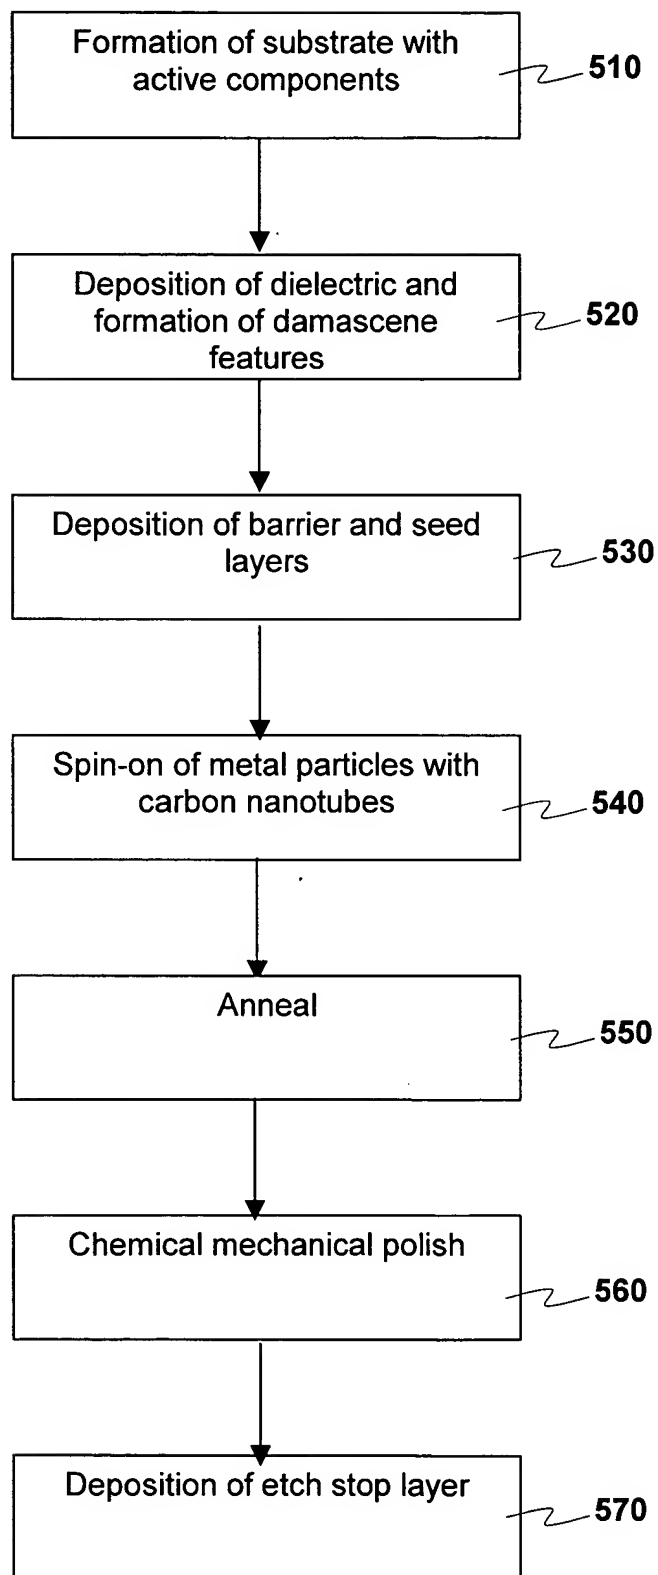 Formation of substrate with
active components
510
Deposition of dielectric and
formation of damascene
features
520
Deposition of barrier and seed
layers
530
Spin-on of metal particles with
carbon nanotubes
540
Anneal
550
Chemical mechanical polish
560
Deposition of etch stop layer
570